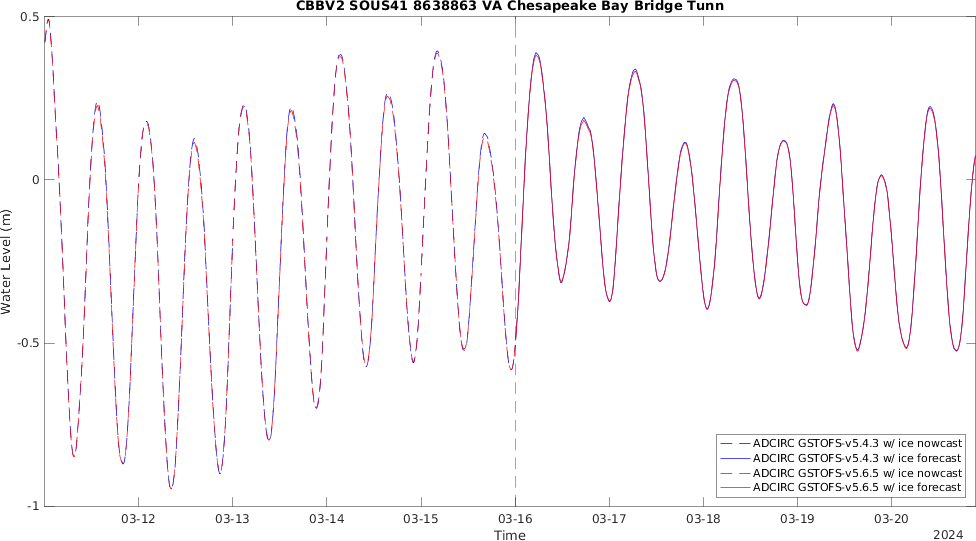 CBBV2 SOUS41 8638863 VA Chesapeake Bay Bridge Tunn
0.5
0
-0.5
-1
Water Level (m)
03-12 03-13 03-14 03-15 03-16 03-17 03-18 03-19 03-20
Time
2024
ADCIRC GSTOFS-v5.4.3 w/ ice nowcast
ADCIRC GSTOFS-v5.4.3 w/ ice forecast
ADCIRC GSTOFS-v5.6.5 w/ ice nowcast
ADCIRC GSTOFS-v5.6.5 w/ ice forecast